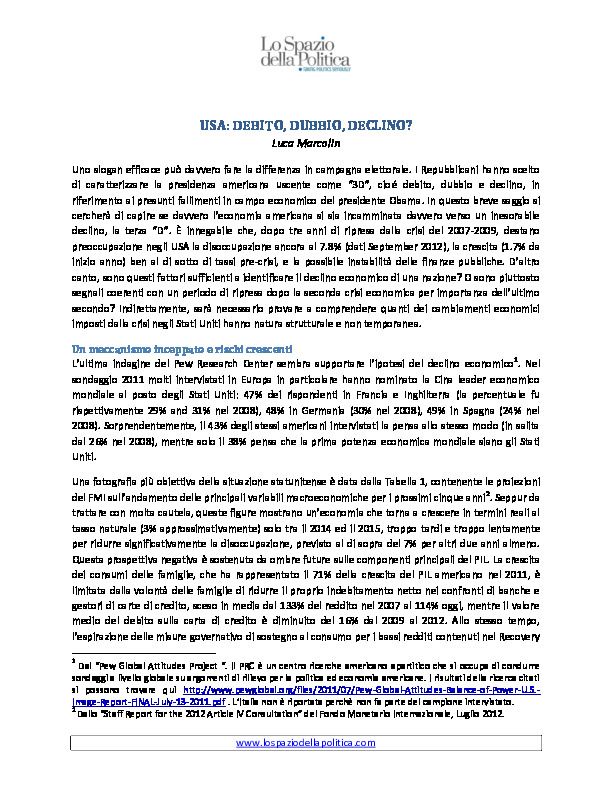 Lo Spazio
della Politica
TAKING POLITICS SERIOUSLY
USA: DEBITO, DUBBIO, DECLINO?
Luca Marcolin
Uno slogan efficace può davvero fare la differenza in campagna elettorale. I Repubblicani hanno scelto
di caratterizzare la presidenza americana uscente come “3D”, cioé debito, dubbio e declino, in
riferimento ai presunti fallimenti in campo economico del presidente Obama. In questo breve saggio si
cercherà di capire se davvero l’economia americana si sia incamminata davvero verso un inesorabile
declino, la terza “D”. È innegabile che, dopo tre anni di ripresa dalla crisi del 2007-2009, destano
preoccupazione negli USA la disoccupazione ancora al 7.8% (dati September 2012), la crescita (1.7% da
inizio anno) ben al di sotto di tassi pre-crisi, e la possibile instabilità delle finanze pubbliche. D’altro
canto, sono questi fattori sufficienti a identificare il declino economico di una nazione? O sono piuttosto
segnali coerenti con un periodo di ripresa dopo la seconda crisi economica per importanza dell’ultimo
secondo? Indirettamente, sarà necessario provare a comprendere quanti dei cambiamenti economici
imposti dalla crisi negli Stati Uniti hanno natura strutturale e non temporanea.
Un meccanismo inceppato e rischi crescenti
L’ultima indagine del Pew Research Center sembra supportare l’ipotesi del declino economico1. Nel
sondaggio 2011 molti intervistati in Europa in particolare hanno nominato la Cina leader economico
mondiale al posto degli Stati Uniti: 47% dei rispondenti in Francia e Inghilterra (la percentuale fu
rispettivamente 29% and 31% nel 2008), 48% in Germania (30% nel 2008), 49% in Spagna (24% nel
2008). Sorprendentemente, il 43% degli stessi americani intervistati la pensa allo stesso modo (in salita
dal 26% nel 2008), mentre solo il 38% pensa che la prima potenza economica mondiale siano gli Stati
Uniti.
Una fotografia più obiettiva della situazione statunitense è data dalla Tabella 1, contenente le proiezioni
del FMI sull’andamento delle principali variabili macroeconomiche per i prossimi cinque anni2. Seppur da
trattare con molta cautela, queste figure mostrano un’economia che torna a crescere in termini reali al
tasso naturale (3% approssimativamente) solo tra il 2014 ed il 2015, troppo tardi e troppo lentamente
per ridurre significativamente la disoccupazione, previsto al di sopra del 7% per altri due anni almeno.
Questa prospettiva negativa è sostenuta da ombre future sulle componenti principali del PIL. La crescita
dei consumi delle famiglie, che ha rappresentato il 71% della crescita del PIL americano nel 2011, è
limitata dalla volontà delle famiglie di ridurre il proprio indebitamento netto nei confronti di banche e
gestori di carte di credito, sceso in media dal 133% del reddito nel 2007 al 114% oggi, mentre il valore
medio del debito sulla carta di credito è diminuito del 16% dal 2009 al 2012. Allo stesso tempo,
l’espirazione delle misure governativo di sostegno al consumo per i bassi redditi contenuti nel Recovery
1 Dal “Pew Global Attitudes Project ”. Il PRC è un centro ricerche americano apartitico che si occupa di condurre
sondaggi a livello globale su argomenti di rilievo per la politica ed economia americane. I risultati della ricerca citati
si possono trovare qui http://www.pewglobal.org/files/2011/07/Pew-Global-Attitudes-Balance-of-Power-U.S.-
Image-Report-FINAL-July-13-2011.pdf . L’Italia non è riportata perchè non fa parte del campione intervistato.
2 Dallo “Staff Report for the 2012 Article IV Consultation” del Fondo Monetario Internazionale, Luglio 2012.
www.lospaziodellapolitica.com